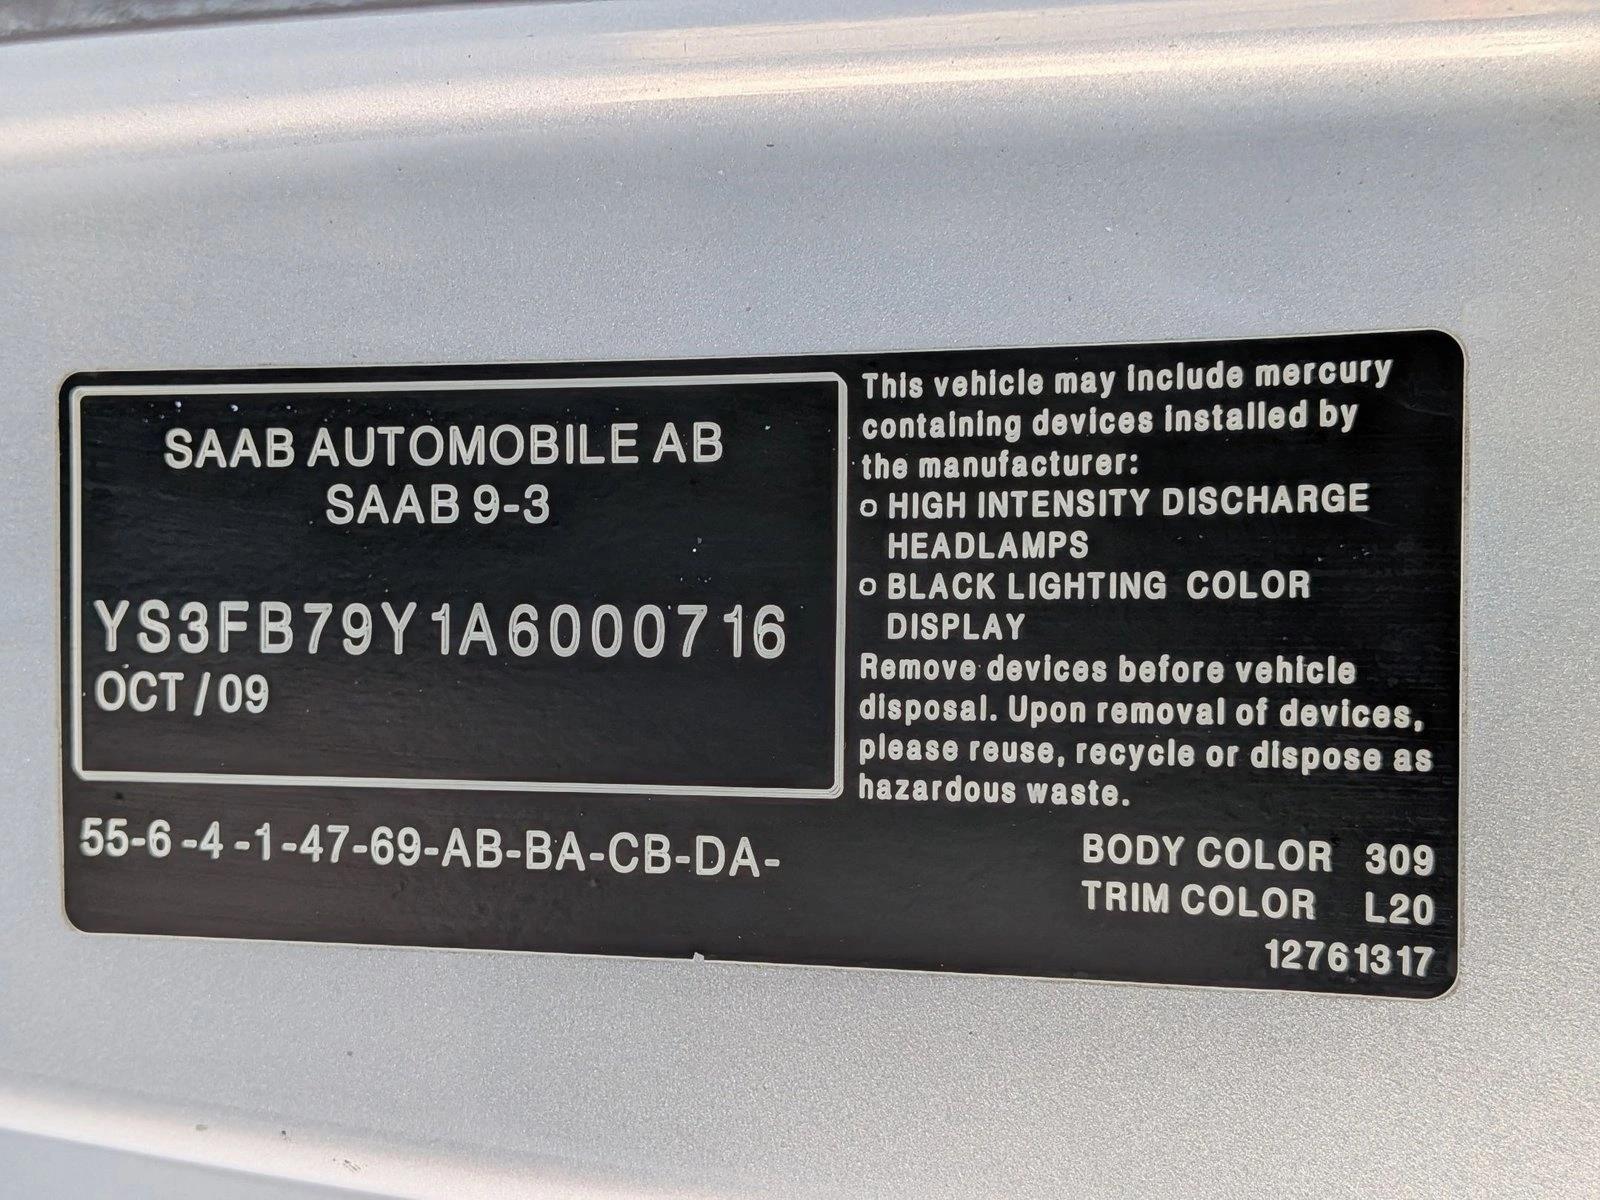 SAAB AUTOMOBILE AB
SAAB 9-3
YS3FB79Y1A6000716
OCT / 09
55-6 -4 -1-47-69-AB-BA-CB-DA-
This vehicle may include mercury
containing devices installed by
the manufacturer:
o HIGH INTENSITY DISCHARGE
HEADLAMPS
o BLACK LIGHTING COLOR
DISPLAY
Remove devices before vehicle
disposal. Upon removal of devices,
please reuse, recycle or dispose as
hazardous waste.
BODY COLOR 309
TRIM COLOR L20
12761317